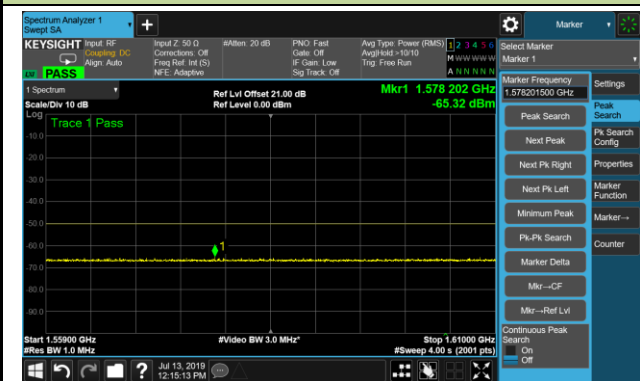 Spectrum Analyzer 1
Swept SA
+
Marker
KEYSIGHT
Input: RF
Coupling: DC
Align: Auto
Input Z: 50 Ω
Corrections: Off
Freq Ref: Int (S)
NFE: Adaptive
#Atten: 20 dB
PNO: Fast
Gate: Off
IF Gain: Low
Sig Track: Off
Avg Type: Power (RMS)
Avg|Hold:>10/10
Trig: Free Run
1 2 3 4 5 6
M W W W W W
A N N N N N
PASS
Select Marker
Marker 1
1 Spectrum
Scale/Div 10 dB
Log
Ref Lvl Offset 21.00 dB
Ref Level 0.00 dBm
Mkr1 1.578 202 GHz
-65.32 dBm
Trace 1 Pass
-10.0
-20.0
-30.0
-40.0
-50.0
-60.0
-70.0
-80.0
-90.0
1
Start 1.55900 GHz
#Res BW 1.0 MHz
#Video BW 3.0 MHz*
Stop 1.61000 GHz
#Sweep 4.00 s (2001 pts)
Marker Frequency
1.578201500 GHz
Peak Search
Next Peak
Next Pk Right
Next Pk Left
Minimum Peak
Pk-Pk Search
Marker Delta
Mkr→CF
Mkr→Ref Lvl
Continuous Peak
Search
On
Off
Settings
Peak
Search
Pk Search
Config
Properties
Marker
Function
Marker→
Counter
?
Jul 13, 2019
12:15:13 PM